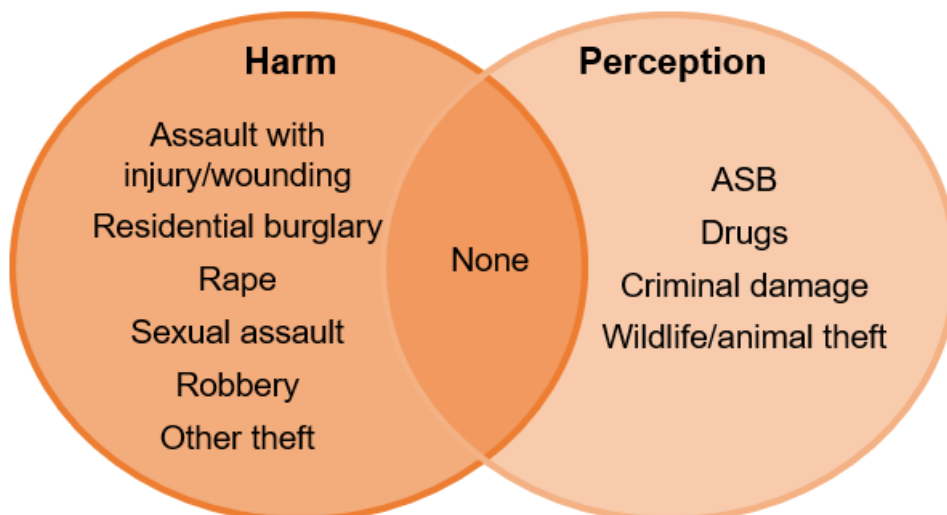 Harm
Assault with
injury/wounding
Residential burglary
Rape
Sexual assault
Robbery
Other theft
None
Perception
ASB
Drugs
Criminal damage
Wildlife/animal theft